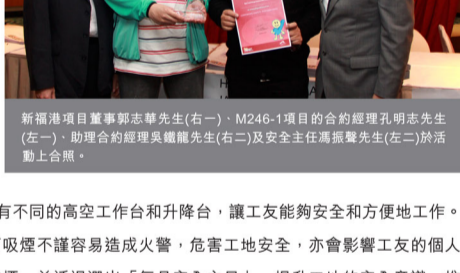 新福港項目董事郭志華先生(右一)、M246-1項目的合約經理孔明志先生
(左一)、助理合約經理吳鐵龍先生(右二)及安全主任馮振聲先生(左二)於活
動上合照。
有不同的高空工作台和升降台，讓工友能夠安全和方便地工作。
吸煙不謹容易造成火警，危害工地安全，亦會影響工友的個人